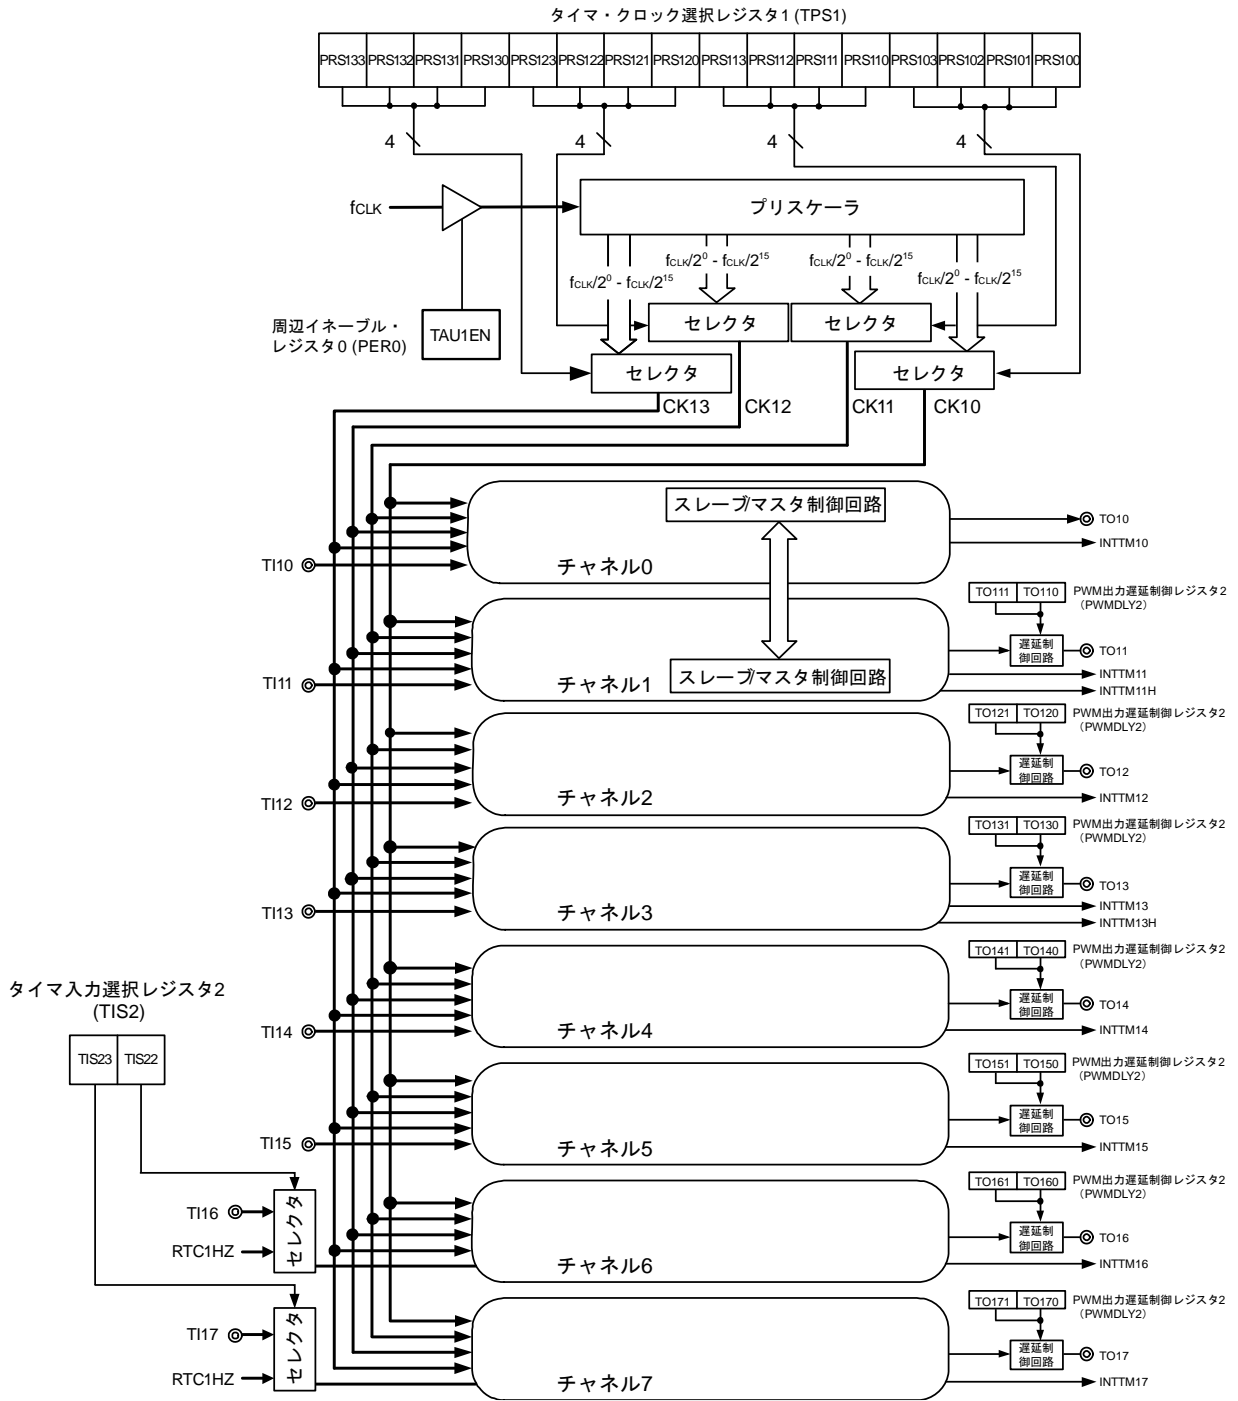 タイマ・クロック選択レジスタ1 (TPS1)
PRS133 PRS132 PRS131 PRS130 PRS123 PRS122 PRS121 PRS120 PRS113 PRS112 PRS111 PRS110 PRS103 PRS102 PRS101 PRS100
4 4 4 4
fCLK
プリスケーラ
fCLK/2⁰ - fCLK/2¹⁵
fCLK/2⁰ - fCLK/2¹⁵
fCLK/2⁰ - fCLK/2¹⁵
fCLK/2⁰ - fCLK/2¹⁵
周辺イネーブル・
レジスタ0 (PER0)
TAU1EN
セレクタ セレクタ
セレクタ セレクタ
CK13 CK12 CK11 CK10
スレーブ/マスタ制御回路
TO10
INTTM10
TI10
チャネル0
TO111 TO110
PWM出力遅延制御レジスタ2
(PWMDLY2)
遅延制
御回路
TO11
スレーブ/マスタ制御回路
INTTM11
INTTM11H
TI11
チャネル1
TO121 TO120
PWM出力遅延制御レジスタ2
(PWMDLY2)
遅延制
御回路
TO12
INTTM12
TI12
チャネル2
TO131 TO130
PWM出力遅延制御レジスタ2
(PWMDLY2)
遅延制
御回路
TO13
INTTM13
INTTM13H
TI13
チャネル3
TO141 TO140
PWM出力遅延制御レジスタ2
(PWMDLY2)
遅延制
御回路
TO14
INTTM14
TI14
チャネル4
タイマ入力選択レジスタ2
(TIS2)
TIS23 TIS22
TO151 TO150
PWM出力遅延制御レジスタ2
(PWMDLY2)
遅延制
御回路
TO15
INTTM15
TI15
チャネル5
TO161 TO160
PWM出力遅延制御レジスタ2
(PWMDLY2)
遅延制
御回路
TO16
INTTM16
TI16
RTC1HZ
セレクタ
チャネル6
TO171 TO170
PWM出力遅延制御レジスタ2
(PWMDLY2)
遅延制
御回路
TO17
INTTM17
TI17
RTC1HZ
セレクタ
チャネル7